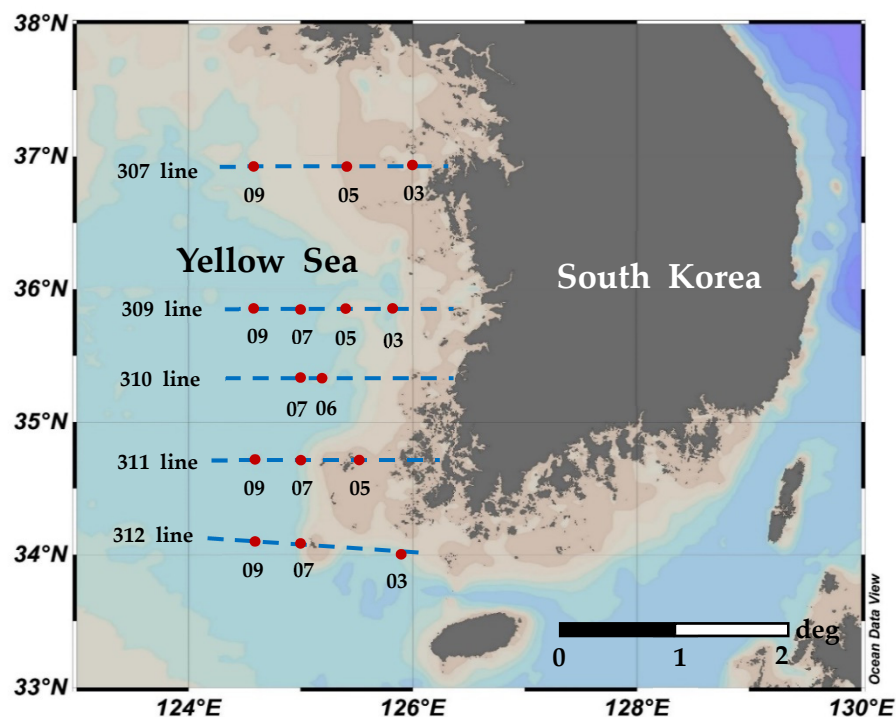 38°N
37°N
307 line
09 05 03
Yellow Sea
South Korea
36°N
309 line
09 07 05 03
310 line
07 06
35°N
311 line
09 07 05
312 line
34°N
09 07 03
deg
0 1 2
33°N
124°E 126°E 128°E 130°E
Ocean Data View